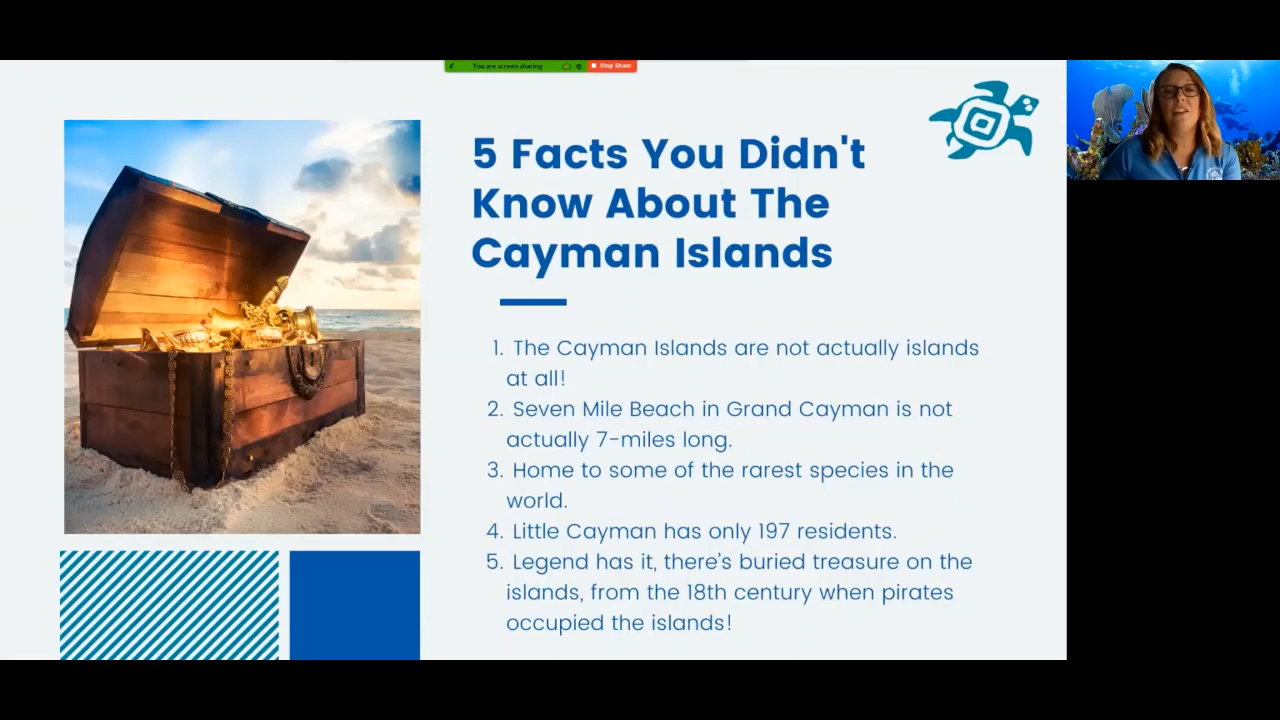 You are screen sharing Stop Share
5 Facts You Didn't
Know About The
Cayman Islands
1. The Cayman Islands are not actually islands
at all!
2. Seven Mile Beach in Grand Cayman is not
actually 7-miles long.
3. Home to some of the rarest species in the
world.
4. Little Cayman has only 197 residents.
5. Legend has it, there's buried treasure on the
islands, from the 18th century when pirates
occupied the islands!